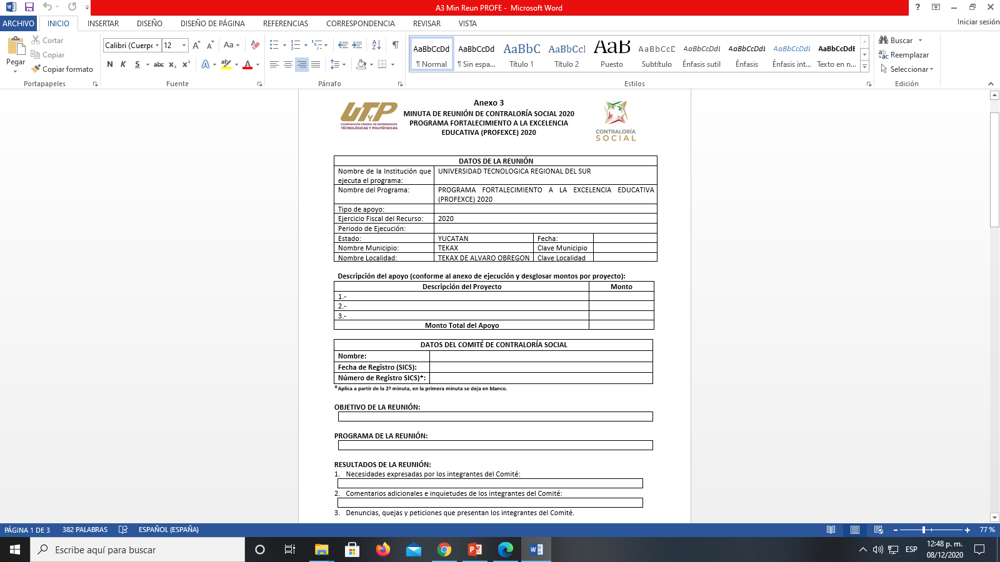 A3 Min Reun PROFE - Microsoft Word
Iniciar sesión
ARCHIVO INICIO INSERTAR DISEÑO DISEÑO DE PÁGINA REFERENCIAS CORRESPONDENCIA REVISAR VISTA
Pegar
Cortar
Copiar
Copiar formato
Portapapeles
Calibri (Cuerpo 12
Fuente
Párrafo
AaBbCcDd AaBbCcDd AaBbC AaBbCc AaB AaBbCcD AaBbCcDd AaBbCcDd AaBbCcDd AaBbCcDd
¶ Normal ¶ Sin espa... Título 1 Título 2 Puesto Subtítulo Énfasis sutil Énfasis Énfasis int... Texto en n...
Estilos
Buscar
Reemplazar
Seleccionar
Edición
UTyP
COORDINACIÓN GENERAL DE UNIVERSIDADES
TECNOLÓGICAS Y POLITÉCNICAS
Anexo 3
MINUTA DE REUNIÓN DE CONTRALORÍA SOCIAL 2020
PROGRAMA FORTALECIMIENTO A LA EXCELENCIA
EDUCATIVA (PROFEXCE) 2020
CONTRALORÍA
SOCIAL
DATOS DE LA REUNIÓN
Nombre de la Institución que ejecuta el programa: UNIVERSIDAD TECNOLOGICA REGIONAL DEL SUR
Nombre del Programa: PROGRAMA FORTALECIMIENTO A LA EXCELENCIA EDUCATIVA (PROFEXCE) 2020
Tipo de apoyo:
Ejercicio Fiscal del Recurso: 2020
Periodo de Ejecución:
Estado: YUCATAN Fecha:
Nombre Municipio: TEKAX Clave Municipio
Nombre Localidad: TEKAX DE ALVARO OBREGON Clave Localidad
Descripción del apoyo (conforme al anexo de ejecución y desglosar montos por proyecto):
Descripción del Proyecto Monto
1.-
2.-
3.-
Monto Total del Apoyo
DATOS DEL COMITÉ DE CONTRALORÍA SOCIAL
Nombre:
Fecha de Registro (SICS):
Número de Registro SICS)*:
*Aplica a partir de la 2ª minuta, en la primera minuta se deja en blanco.
OBJETIVO DE LA REUNIÓN:
PROGRAMA DE LA REUNIÓN:
RESULTADOS DE LA REUNIÓN:
1. Necesidades expresadas por los integrantes del Comité:
2. Comentarios adicionales e inquietudes de los integrantes del Comité:
3. Denuncias, quejas y peticiones que presentan los integrantes del Comité.
PÁGINA 1 DE 3 382 PALABRAS ESPAÑOL (ESPAÑA) 77 %
Escribe aquí para buscar
ESP
12:48 p. m.
08/12/2020